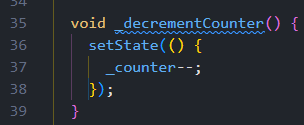 35 void _decrementCounter() {
36 setState(() {
37 _counter--;
38 });
39 }